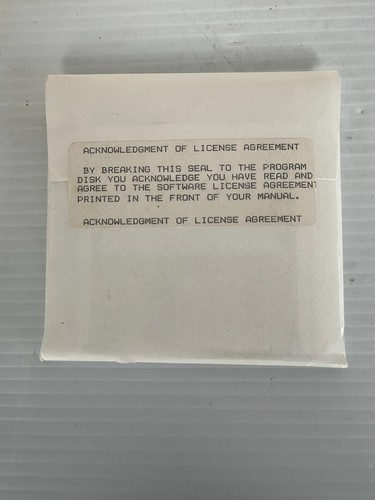 ACKNOWLEDGMENT OF LICENSE AGREEMENT
BY BREAKING THIS SEAL TO THE PROGRAM
DISK YOU ACKNOWLEDGE YOU HAVE READ AND
AGREE TO THE SOFTWARE LICENSE AGREEMENT
PRINTED IN THE FRONT OF YOUR MANUAL.
ACKNOWLEDGMENT OF LICENSE AGREEMENT